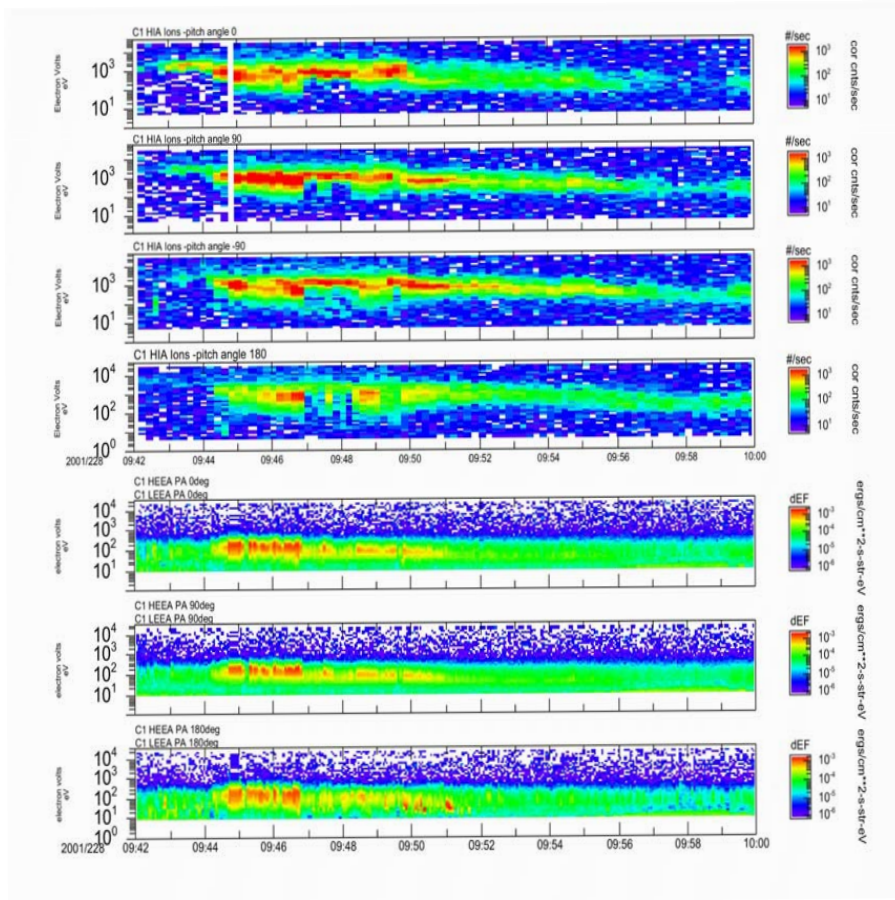 C1 HIA Ions -pitch angle 0
#/sec
Electron Volts
eV
10³
10¹
10³
10²
10¹
cor cnts/sec
C1 HIA Ions -pitch angle 90
#/sec
Electron Volts
eV
10³
10¹
10³
10²
10¹
cor cnts/sec
C1 HIA Ions -pitch angle -90
#/sec
Electron Volts
eV
10³
10¹
10³
10²
10¹
cor cnts/sec
C1 HIA Ions -pitch angle 180
#/sec
Electron Volts
eV
10⁴
10²
10⁰
10³
10²
10¹
cor cnts/sec
2001/228 09:42 09:44 09:46 09:48 09:50 09:52 09:54 09:56 09:58 10:00
C1 HEEA PA 0deg
C1 LEEA PA 0deg
dEF
electron volts
eV
10⁴
10³
10²
10¹
10⁻³
10⁻⁴
10⁻⁵
10⁻⁶
ergs/cm**2-s-str-eV
C1 HEEA PA 90deg
C1 LEEA PA 90deg
dEF
electron volts
eV
10⁴
10³
10²
10¹
10⁻³
10⁻⁴
10⁻⁵
10⁻⁶
ergs/cm**2-s-str-eV
C1 HEEA PA 180deg
C1 LEEA PA 180deg
dEF
electron volts
eV
10⁴
10³
10²
10¹
10⁰
10⁻³
10⁻⁴
10⁻⁵
10⁻⁶
ergs/cm**2-s-str-eV
2001/228 09:42 09:44 09:46 09:48 09:50 09:52 09:54 09:56 09:58 10:00